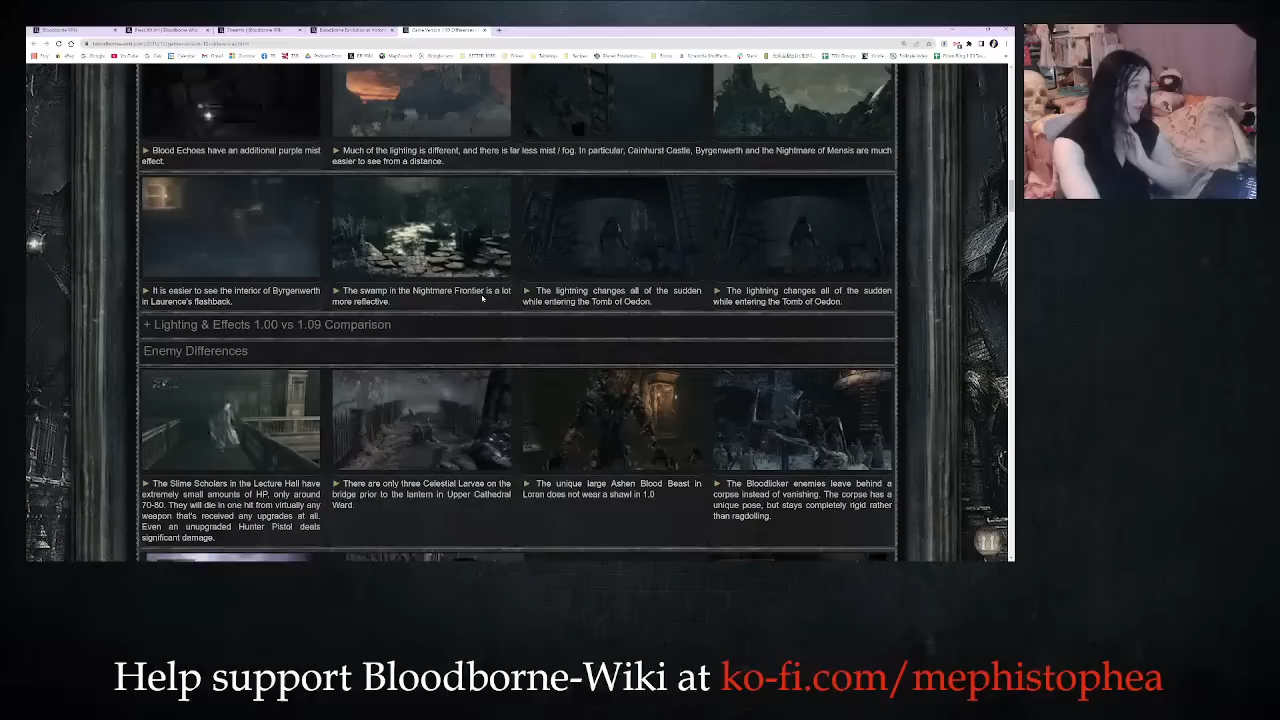 Bloodborne Wiki
Game Version 1.00 Differences
► Blood Echoes have an additional purple mist
effect.
► Much of the lighting is different, and there is far less mist / fog. In particular, Cainhurst Castle, Byrgenwerth and the Nightmare of Mensis are much
easier to see from a distance.
► It is easier to see the interior of Byrgenwerth
in Laurence's flashback.
► The swamp in the Nightmare Frontier is a lot
more reflective.
► The lightning changes all of the sudden
while entering the Tomb of Oedon.
► The lightning changes all of the sudden
while entering the Tomb of Oedon.
+ Lighting & Effects 1.00 vs 1.09 Comparison
Enemy Differences
► The Slime Scholars in the Lecture Hall have
extremely small amounts of HP, only around
70-80. They will die in one hit from virtually any
weapon that's received any upgrades at all.
Even an unupgraded Hunter Pistol deals
significant damage.
► There are only three Celestial Larvae on the
bridge prior to the lantern in Upper Cathedral
Ward.
► The unique large Ashen Blood Beast in
Loran does not wear a shawl in 1.0
► The Bloodlicker enemies leave behind a
corpse instead of vanishing. The corpse has a
unique pose, but stays completely rigid rather
than ragdolling.
Help support Bloodborne-Wiki at ko-fi.com/mephistophea